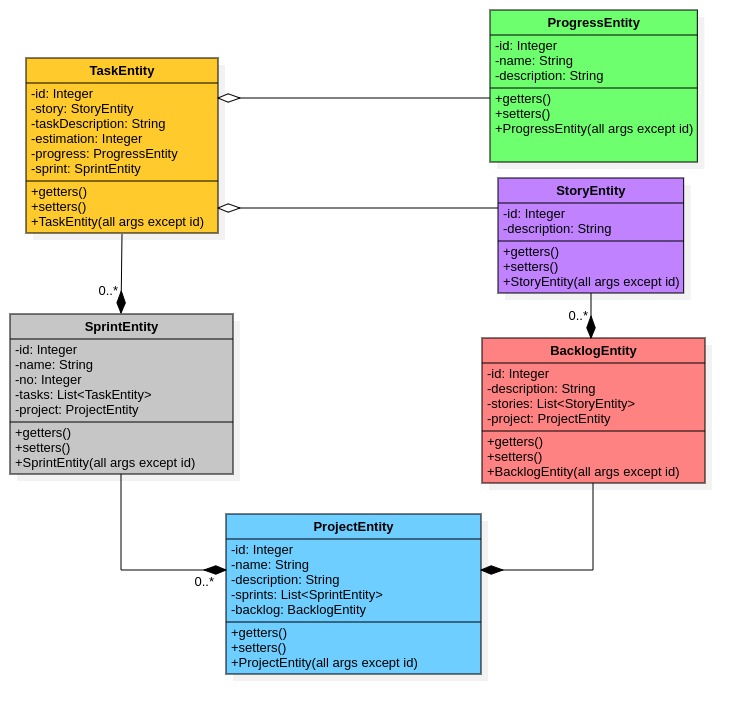 ProgressEntity
-id: Integer
-name: String
-description: String
+getters()
+setters()
+ProgressEntity(all args except id)
TaskEntity
-id: Integer
-story: StoryEntity
-taskDescription: String
-estimation: Integer
-progress: ProgressEntity
-sprint: SprintEntity
+getters()
+setters()
+TaskEntity(all args except id)
StoryEntity
-id: Integer
-description: String
+getters()
+setters()
+StoryEntity(all args except id)
0..*
0..*
SprintEntity
-id: Integer
-name: String
-no: Integer
-tasks: List<TaskEntity>
-project: ProjectEntity
+getters()
+setters()
+SprintEntity(all args except id)
BacklogEntity
-id: Integer
-description: String
-stories: List<StoryEntity>
-project: ProjectEntity
+getters()
+setters()
+BacklogEntity(all args except id)
0..*
ProjectEntity
-id: Integer
-name: String
-description: String
-sprints: List<SprintEntity>
-backlog: BacklogEntity
+getters()
+setters()
+ProjectEntity(all args except id)